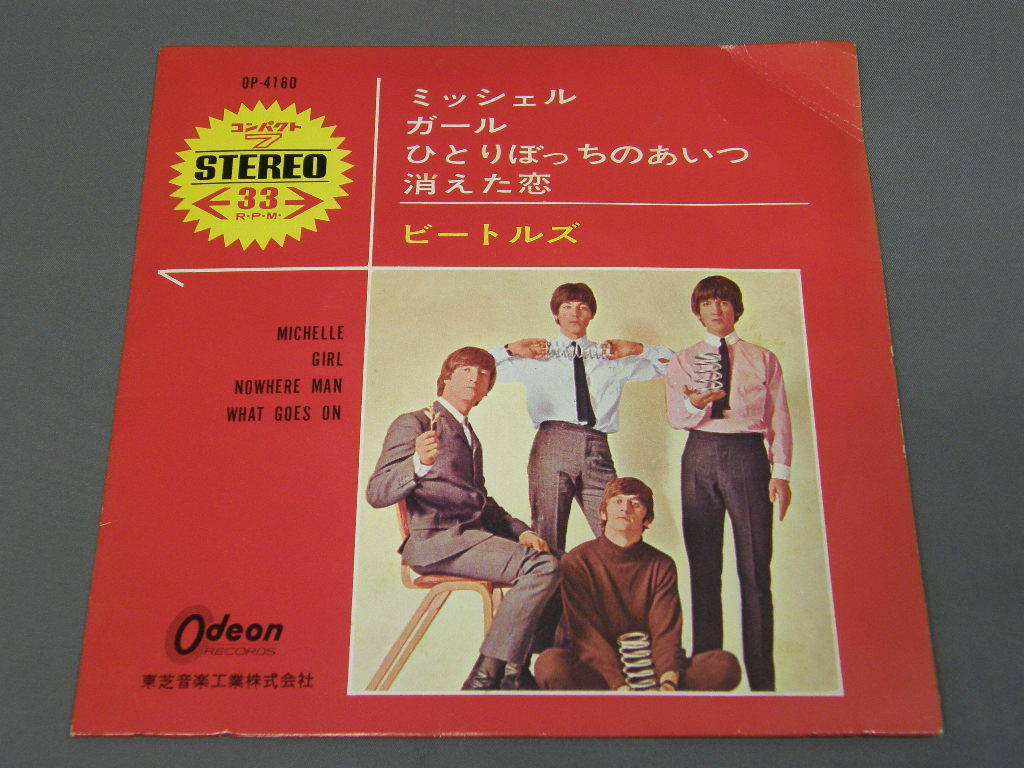 OP-4160
コンパクト
7
STEREO
33
R・P・M・
ミッシェル
ガール
ひとりぼっちのあいつ
消えた恋
ビートルズ
MICHELLE
GIRL
NOWHERE MAN
WHAT GOES ON
Odeon
RECORDS
東芝音楽工業株式会社